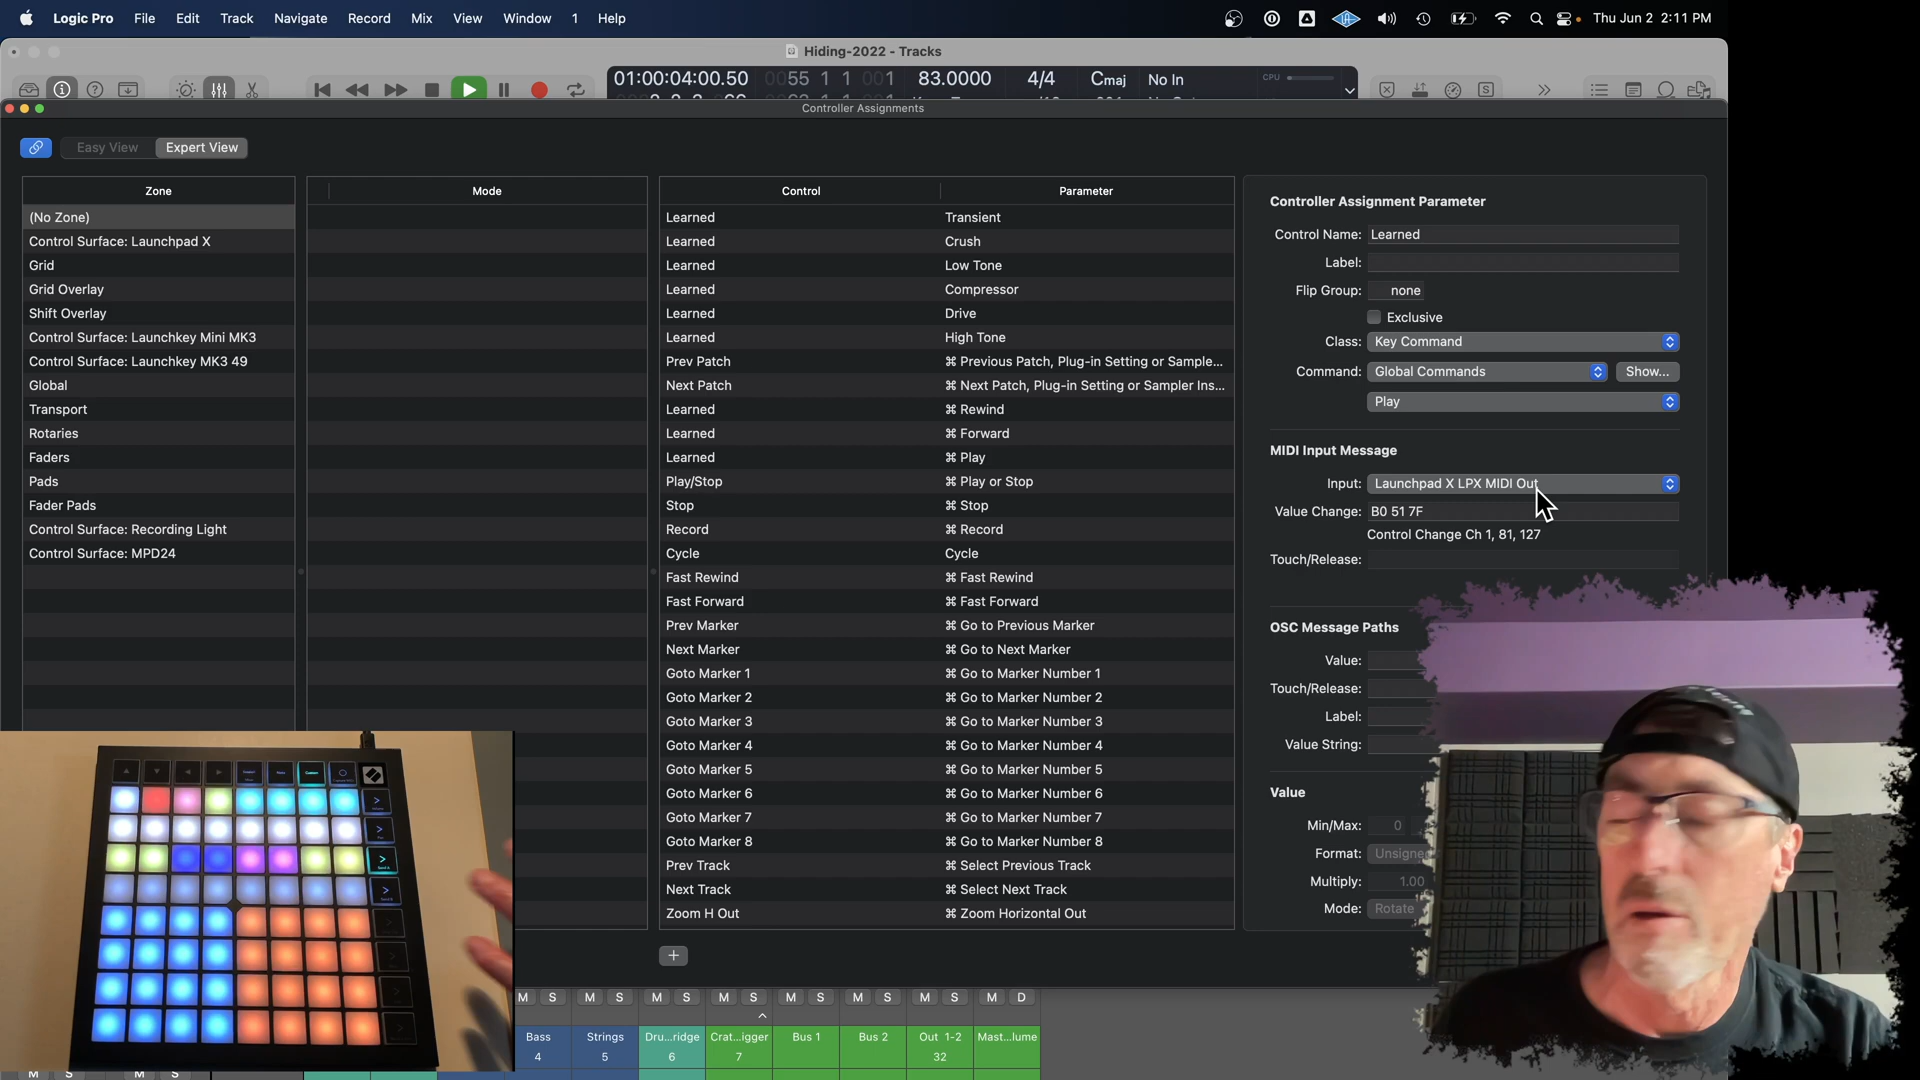 Logic Pro File Edit Track Navigate Record Mix View Window 1 Help
Thu Jun 2 2:11 PM
Hiding-2022 - Tracks
01:00:04:00.50 0055 1 1 001 83.0000 4/4 Cmaj No In CPU
Controller Assignments
Easy View Expert View
Zone
(No Zone)
Control Surface: Launchpad X
Grid
Grid Overlay
Shift Overlay
Control Surface: Launchkey Mini MK3
Control Surface: Launchkey MK3 49
Global
Transport
Rotaries
Faders
Pads
Fader Pads
Control Surface: Recording Light
Control Surface: MPD24
Mode
Control Parameter
Learned Transient
Learned Crush
Learned Low Tone
Learned Compressor
Learned Drive
Learned High Tone
Prev Patch ⌘ Previous Patch, Plug-in Setting or Sample...
Next Patch ⌘ Next Patch, Plug-in Setting or Sampler Ins...
Learned ⌘ Rewind
Learned ⌘ Forward
Learned ⌘ Play
Play/Stop ⌘ Play or Stop
Stop ⌘ Stop
Record ⌘ Record
Cycle Cycle
Fast Rewind ⌘ Fast Rewind
Fast Forward ⌘ Fast Forward
Prev Marker ⌘ Go to Previous Marker
Next Marker ⌘ Go to Next Marker
Goto Marker 1 ⌘ Go to Marker Number 1
Goto Marker 2 ⌘ Go to Marker Number 2
Goto Marker 3 ⌘ Go to Marker Number 3
Goto Marker 4 ⌘ Go to Marker Number 4
Goto Marker 5 ⌘ Go to Marker Number 5
Goto Marker 6 ⌘ Go to Marker Number 6
Goto Marker 7 ⌘ Go to Marker Number 7
Goto Marker 8 ⌘ Go to Marker Number 8
Prev Track ⌘ Select Previous Track
Next Track ⌘ Select Next Track
Zoom H Out ⌘ Zoom Horizontal Out
+
Controller Assignment Parameter
Control Name: Learned
Label:
Flip Group: none
Exclusive
Class: Key Command
Command: Global Commands Show...
Play
MIDI Input Message
Input: Launchpad X LPX MIDI Out
Value Change: B0 51 7F
Control Change Ch 1, 81, 127
Touch/Release:
OSC Message Paths
Value:
Touch/Release:
Label:
Value String:
Value
Min/Max: 0
Format: Unsigne
Multiply: 1.00
Mode: Rotate
M S M S M S M S M S M S M S M D
Bass Strings Dru...ridge Crat...igger Bus 1 Bus 2 Out 1-2 Mast...lume
4 5 6 7 32
M S M S